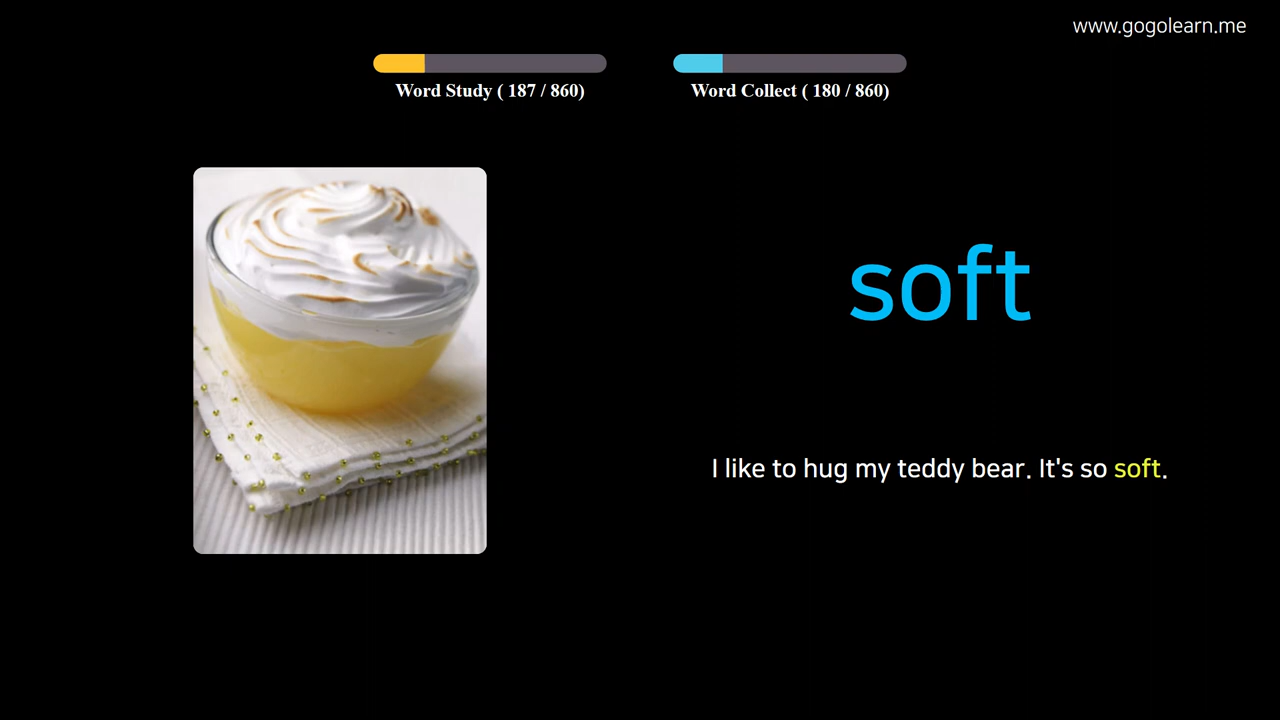 www.gogolearn.me
Word Study ( 187 / 860)
Word Collect ( 180 / 860)
soft
I like to hug my teddy bear. It's so soft.